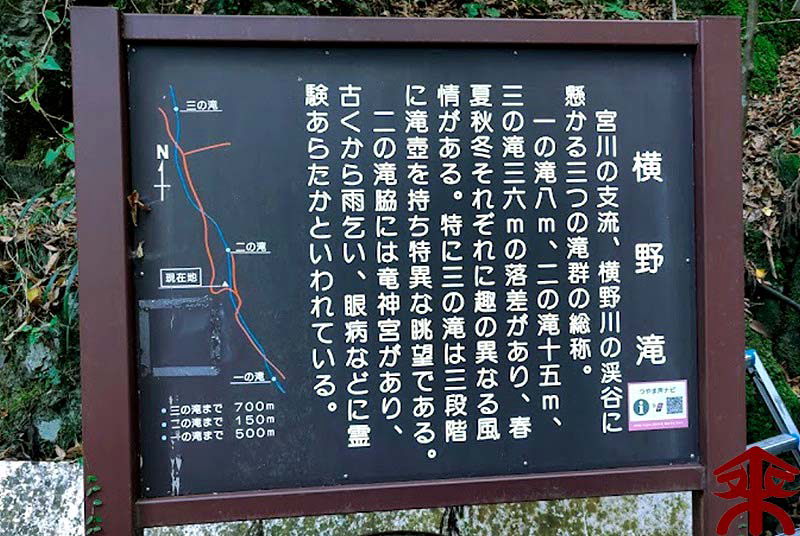 横野滝
宮川の支流、横野川の渓谷に
懸かる三つの滝群の総称。
一の滝八m、二の滝十五m、
三の滝三六mの落差があり、春
夏秋冬それぞれに趣の異なる風
情がある。特に三の滝は三段階
に滝壺を持ち特異な眺望である。
二の滝脇には竜神宮があり、
古くから雨乞い、眼病などに霊
験あらたかといわれている。
三の滝
N
二の滝
現在地
一の滝
三の滝まで 700m
二の滝まで 150m
一の滝まで 500m
つやま声ナビ